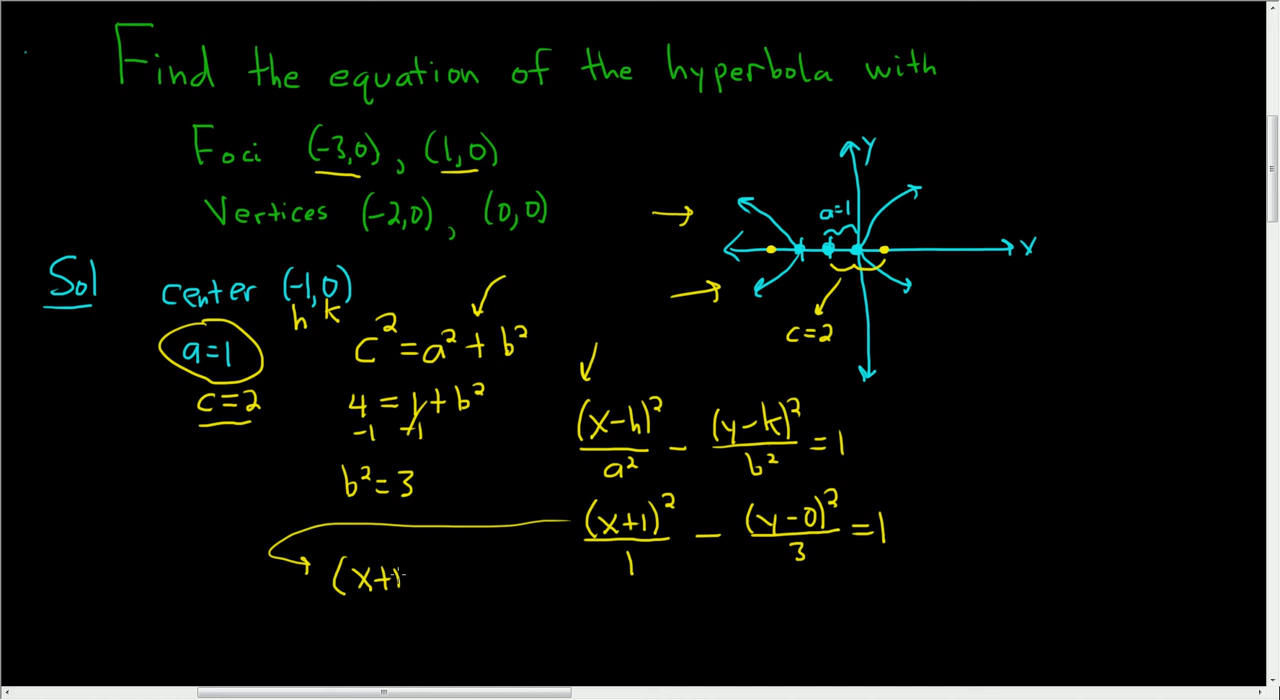 Find the equation of the hyperbola with
Foci (-3,0), (1,0)
Vertices (-2,0), (0,0)
Y
a=1
X
c=2
Sol
center (-1,0)
h k
a=1
c=2
c² = a² + b²
4 = 1 + b²
-1 -1
b² = 3
(x-h)²/a² - (y-k)²/b² = 1
(x+1)²/1 - (y-0)²/3 = 1
(x+1